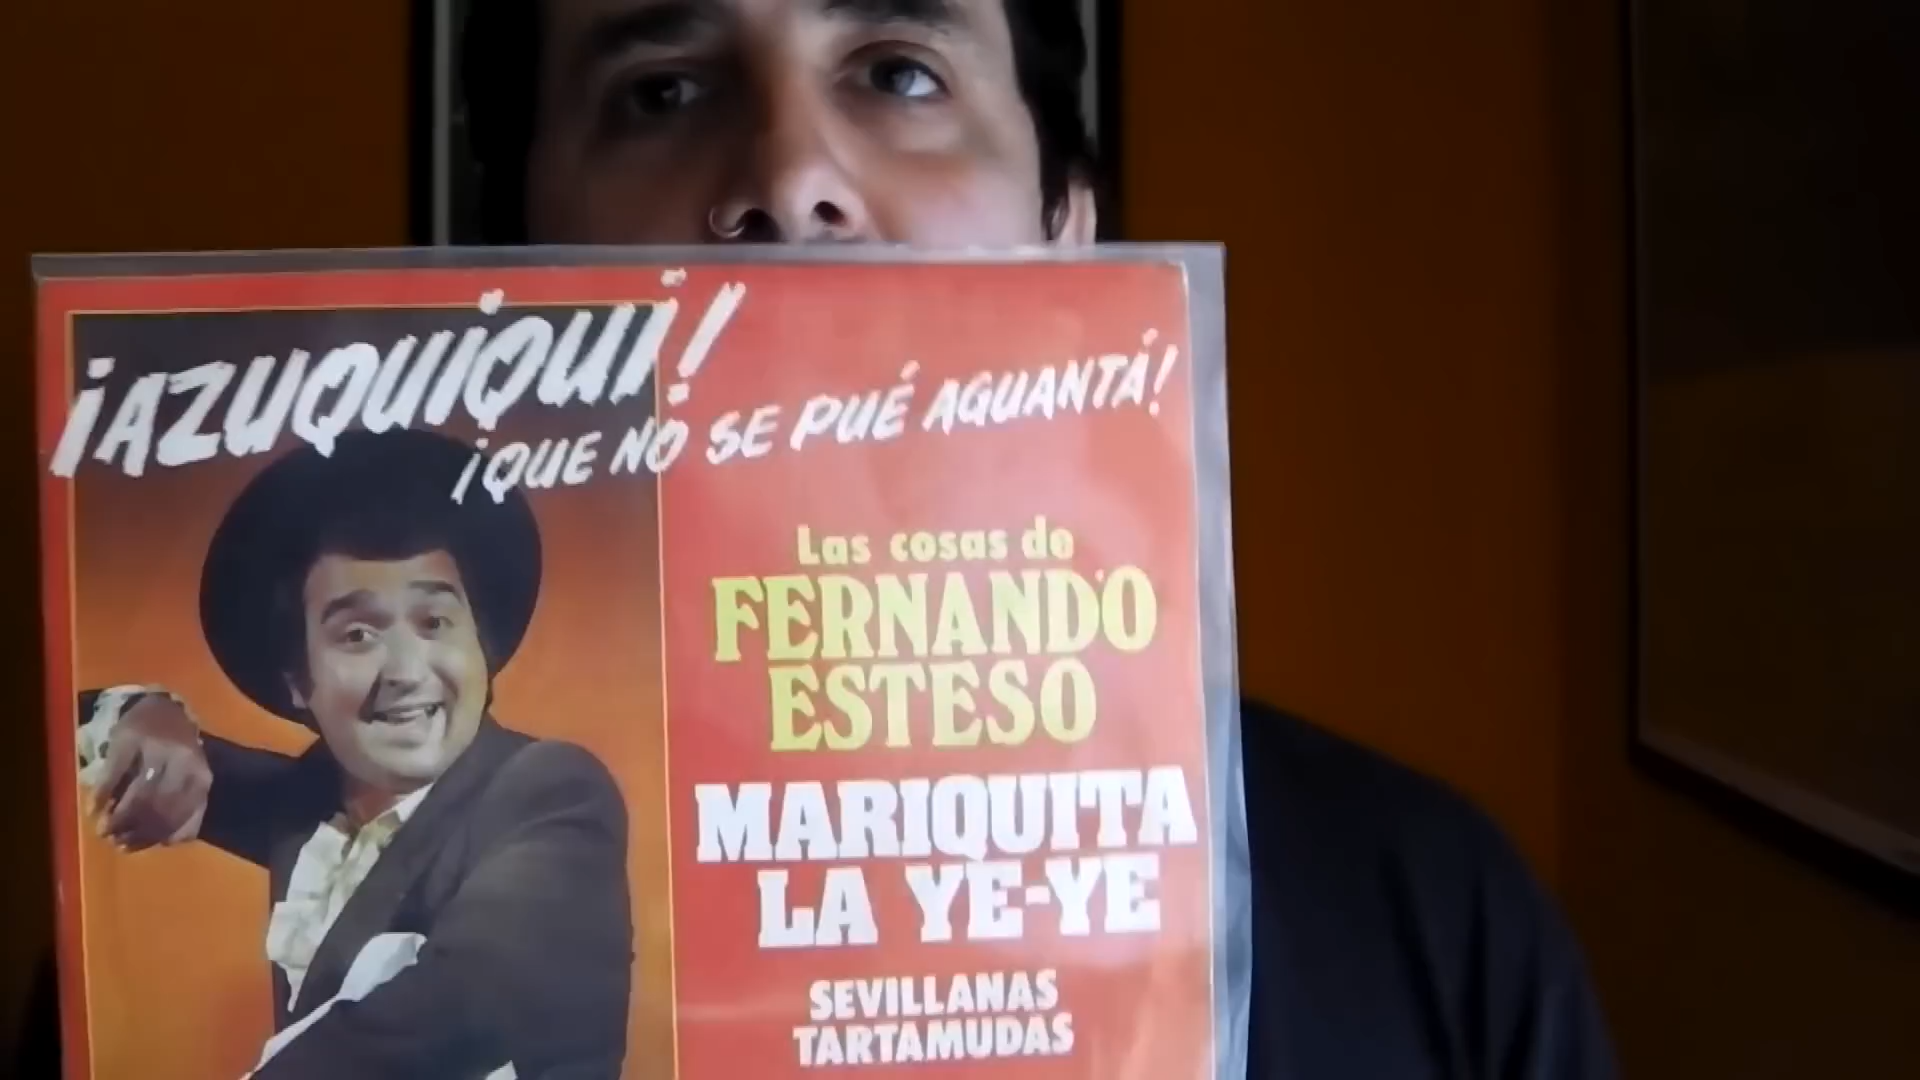 ¡AZUQUIQUI!
¡QUE NO SE PUÉ AGUANTÁ!
Las cosas de
FERNANDO
ESTESO
MARIQUITA
LA YE-YE
SEVILLANAS
TARTAMUDAS